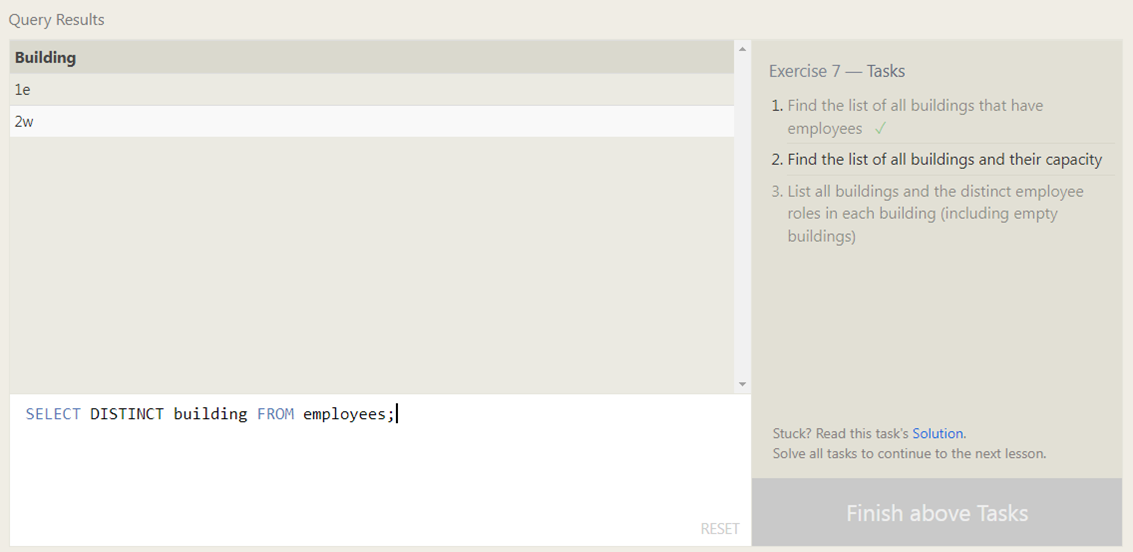 Query Results
Building
1e
2w
SELECT DISTINCT building FROM employees;
RESET
Exercise 7 — Tasks
1. Find the list of all buildings that have
employees ✓
2. Find the list of all buildings and their capacity
3. List all buildings and the distinct employee
roles in each building (including empty
buildings)
Stuck? Read this task's Solution.
Solve all tasks to continue to the next lesson.
Finish above Tasks